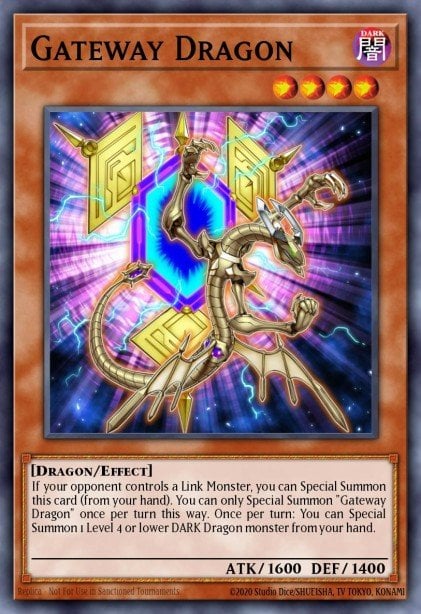 Gateway Dragon
DARK
闇
[Dragon/Effect]
If your opponent controls a Link Monster, you can Special Summon
this card (from your hand). You can only Special Summon "Gateway
Dragon" once per turn this way. Once per turn: You can Special
Summon 1 Level 4 or lower DARK Dragon monster from your hand.
ATK/1600 DEF/1400
Replica - Not For Use in Sanctioned Tournaments.
©2020 Studio Dice/SHUEISHA, TV TOKYO, KONAMI